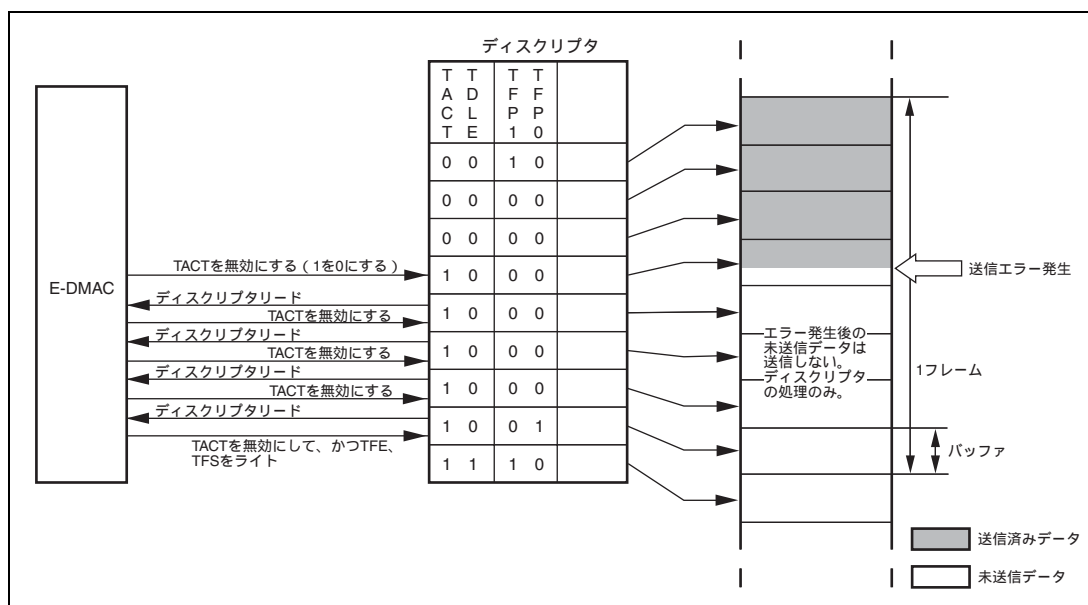 ディスクリプタ
T T T T
A D F F
C L P P
T E 1 0
0 0 1 0
0 0 0 0
0 0 0 0
1 0 0 0
1 0 0 0
1 0 0 0
1 0 0 0
1 0 0 1
1 1 1 0
E-DMAC
TACTを無効にする(1を0にする)
ディスクリプタリード
TACTを無効にする
ディスクリプタリード
TACTを無効にする
ディスクリプタリード
TACTを無効にする
ディスクリプタリード
TACTを無効にして、かつTFE、
TFSをライト
送信エラー発生
エラー発生後の
未送信データは
送信しない。
ディスクリプタ
の処理のみ。
1フレーム
バッファ
送信済みデータ
未送信データ